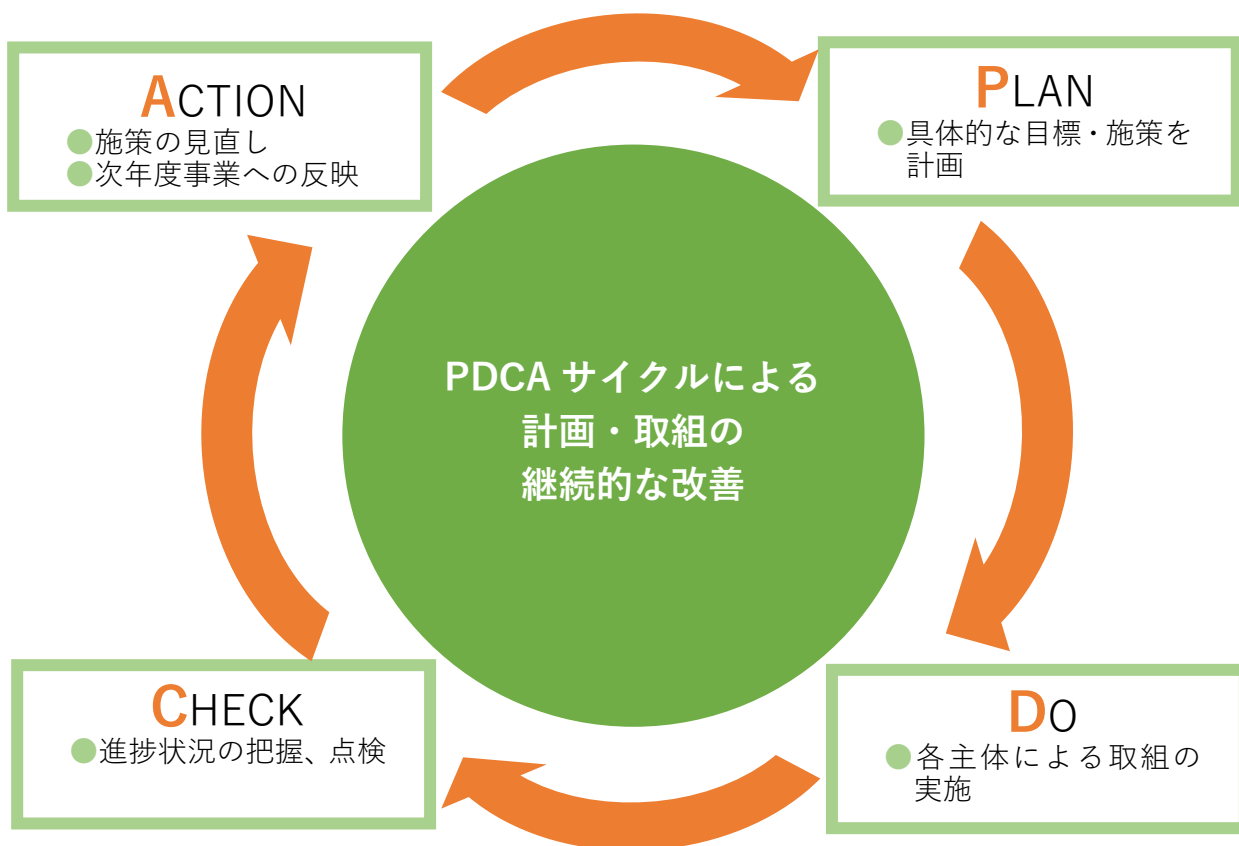 ACTION
●施策の見直し
●次年度事業への反映
PLAN
●具体的な目標・施策を
計画
PDCA サイクルによる
計画・取組の
継続的な改善
CHECK
●進捗状況の把握、点検
DO
●各主体による取組の
実施